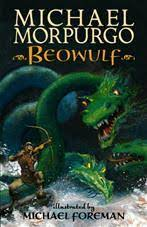 MICHAEL
MORPURGO
BEOWULF
illustrated by
MICHAEL FOREMAN